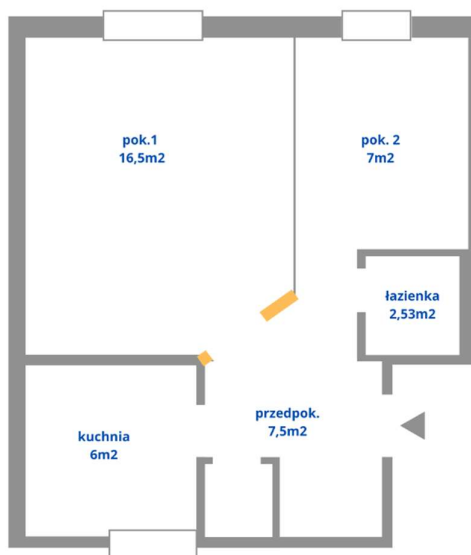 pok.1
16,5m2
pok. 2
7m2
łazienka
2,53m2
przedpok.
7,5m2
kuchnia
6m2